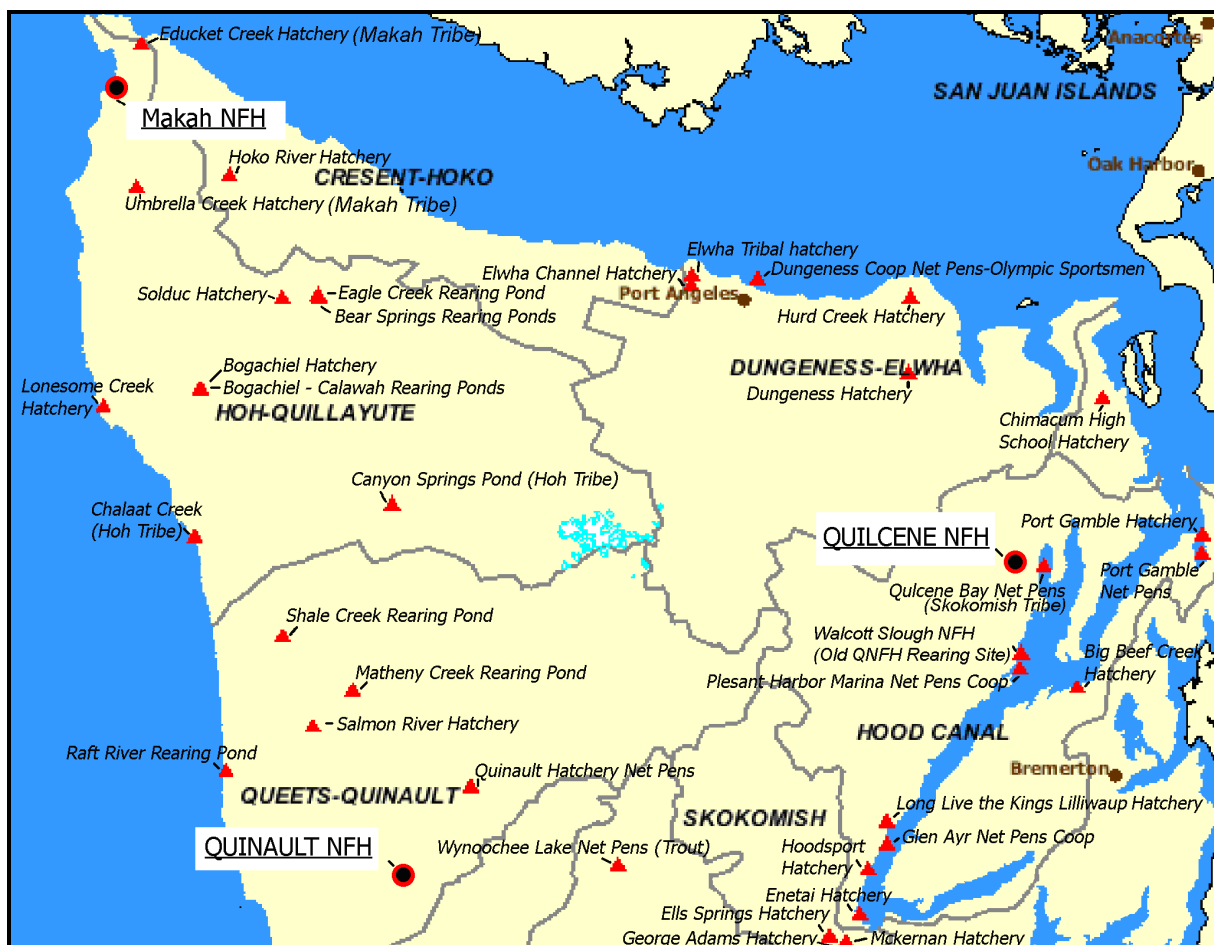 Educket Creek Hatchery (Makah Tribe)
Anacortes
SAN JUAN ISLANDS
Makah NFH
Hoko River Hatchery
CRESENT-HOKO
Oak Harbor
Umbrella Creek Hatchery (Makah Tribe)
Elwha Tribal hatchery
Elwha Channel Hatchery
Dungeness Coop Net Pens-Olympic Sportsmen
Solduc Hatchery
Eagle Creek Rearing Pond
Port Angeles
Bear Springs Rearing Ponds
Hurd Creek Hatchery
Bogachiel Hatchery
DUNGENESS-ELWHA
Lonesome Creek
Hatchery
Bogachiel - Calawah Rearing Ponds
Dungeness Hatchery
HOH-QUILLAYUTE
Chimacum High
School Hatchery
Canyon Springs Pond (Hoh Tribe)
Chalaat Creek
(Hoh Tribe)
Port Gamble Hatchery
QUILCENE NFH
Port Gamble
Net Pens
Qulcene Bay Net Pens
(Skokomish Tribe)
Shale Creek Rearing Pond
Walcott Slough NFH
(Old QNFH Rearing Site)
Big Beef Creek
Hatchery
Matheny Creek Rearing Pond
Plesant Harbor Marina Net Pens Coop
Salmon River Hatchery
HOOD CANAL
Raft River Rearing Pond
Quinault Hatchery Net Pens
Bremerton
QUEETS-QUINAULT
Long Live the Kings Lilliwaup Hatchery
SKOKOMISH
Glen Ayr Net Pens Coop
QUINAULT NFH
Wynoochee Lake Net Pens (Trout)
Hoodsport
Hatchery
Enetai Hatchery
Ells Springs Hatchery
George Adams Hatchery
Mckernan Hatchery